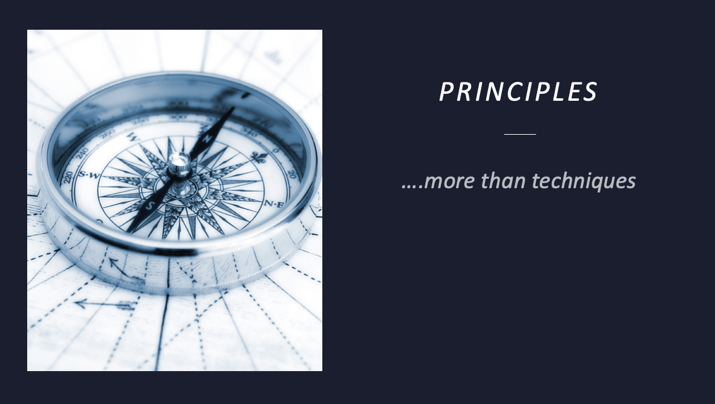 PRINCIPLES
….more than techniques
W
N
S-W
N-E
S